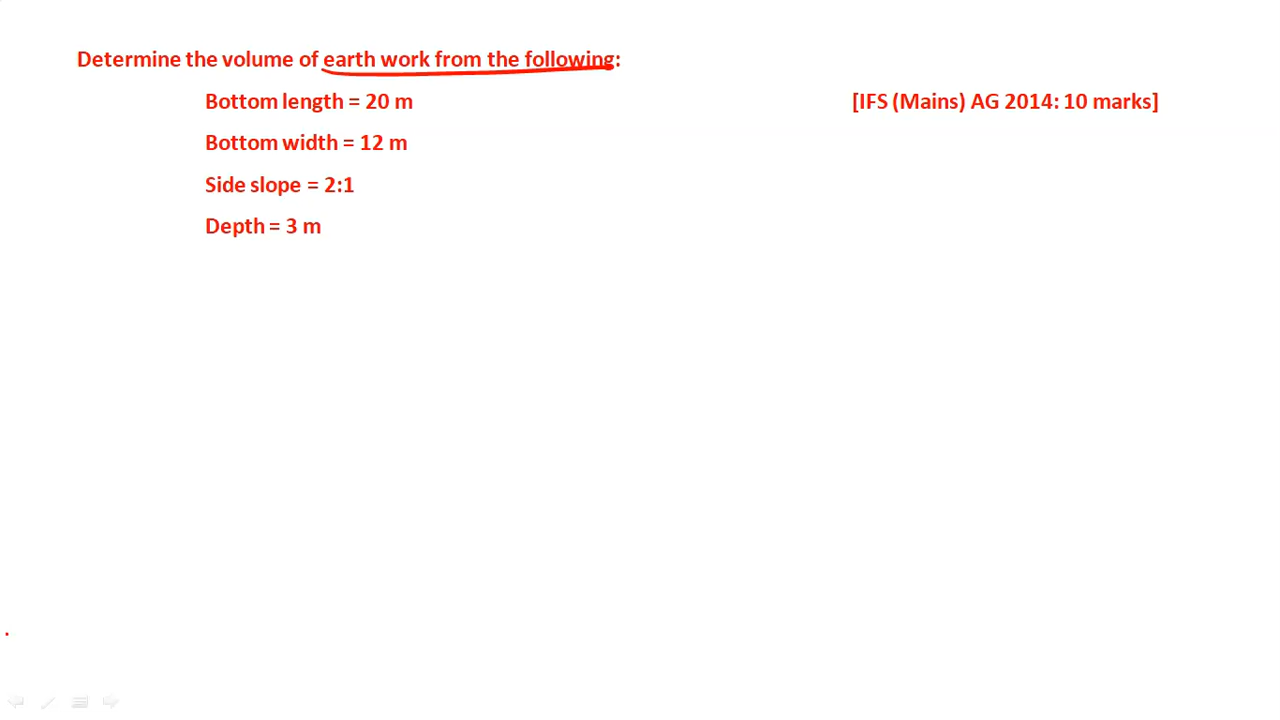 Determine the volume of earth work from the following:
Bottom length = 20 m
[IFS (Mains) AG 2014: 10 marks]
Bottom width = 12 m
Side slope = 2:1
Depth = 3 m